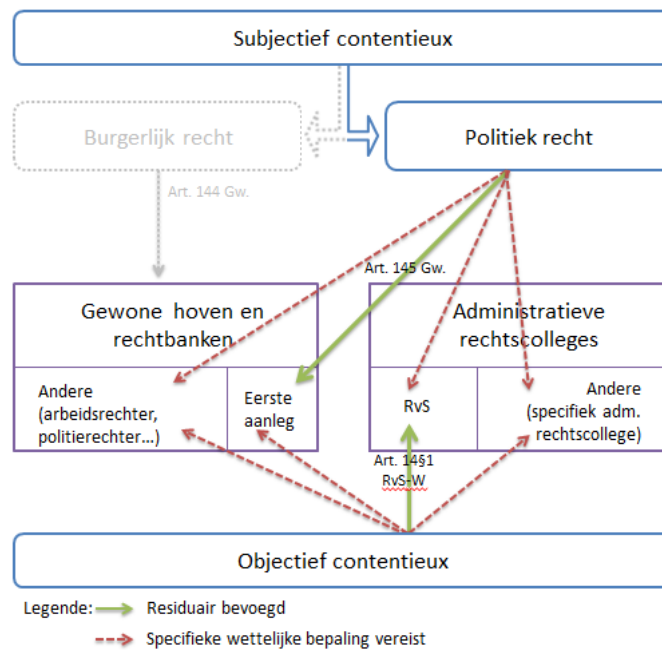 Subjectief contentieux
Burgerlijk recht
Politiek recht
Art. 144 Gw.
Art. 145 Gw.
Gewone hoven en
rechtbanken
Administratieve
rechtscolleges
Andere
(arbeidsrechter,
politierechter...)
Eerste
aanleg
RvS
Andere
(specifiek adm.
rechtscollege)
Art. 14§1
RvS-W
Objectief contentieux
Legende:
Residuair bevoegd
Specifieke wettelijke bepaling vereist